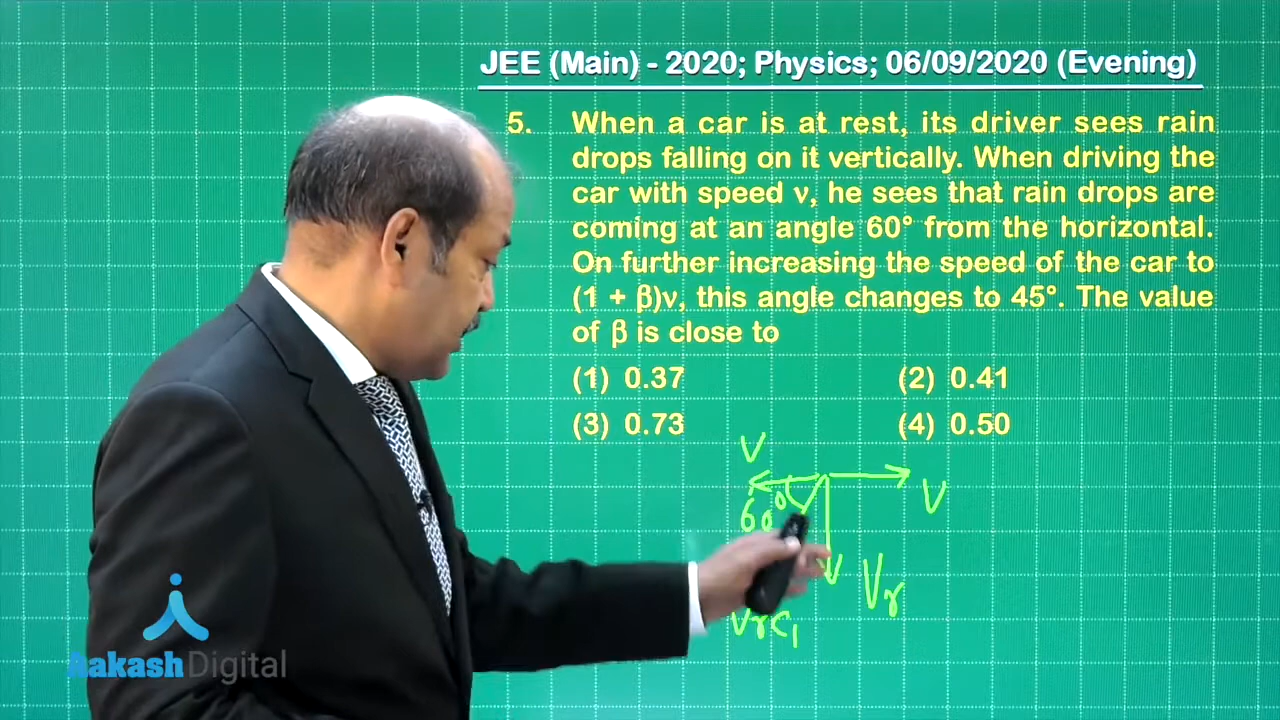 JEE (Main) - 2020; Physics; 06/09/2020 (Evening)
5. When a car is at rest, its driver sees rain
drops falling on it vertically. When driving the
car with speed v, he sees that rain drops are
coming at an angle 60° from the horizontal.
On further increasing the speed of the car to
(1 + β)v, this angle changes to 45°. The value
of β is close to
(1) 0.37 (2) 0.41
(3) 0.73 (4) 0.50
V
V
60°
Vr
VrC1
Aakash Digital